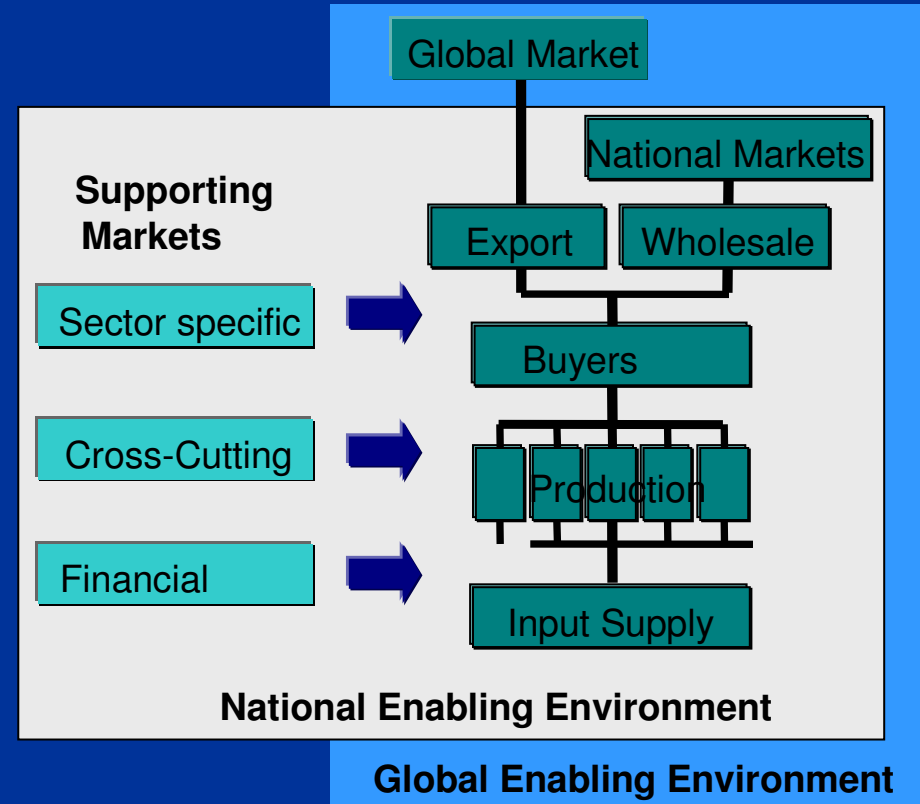 Global Market
National Markets
Supporting
Markets
Export
Wholesale
Sector specific
Buyers
Cross-Cutting
Production
Financial
Input Supply
National Enabling Environment
Global Enabling Environment